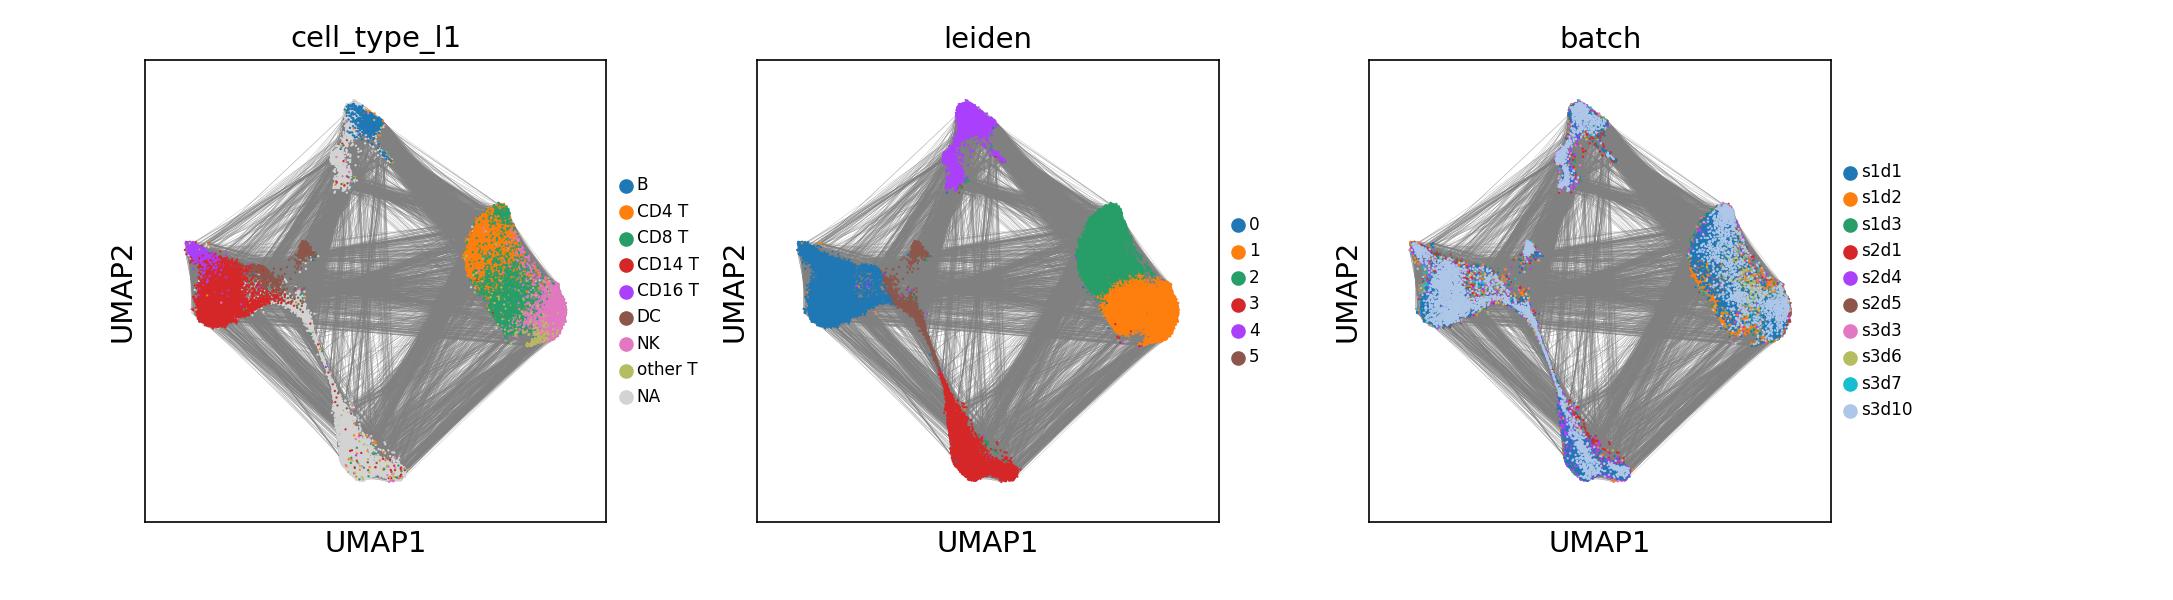 cell_type_l1
UMAP2
UMAP1
B
CD4 T
CD8 T
CD14 T
CD16 T
DC
NK
other T
NA
leiden
UMAP2
UMAP1
0
1
2
3
4
5
batch
UMAP2
UMAP1
s1d1
s1d2
s1d3
s2d1
s2d4
s2d5
s3d3
s3d6
s3d7
s3d10